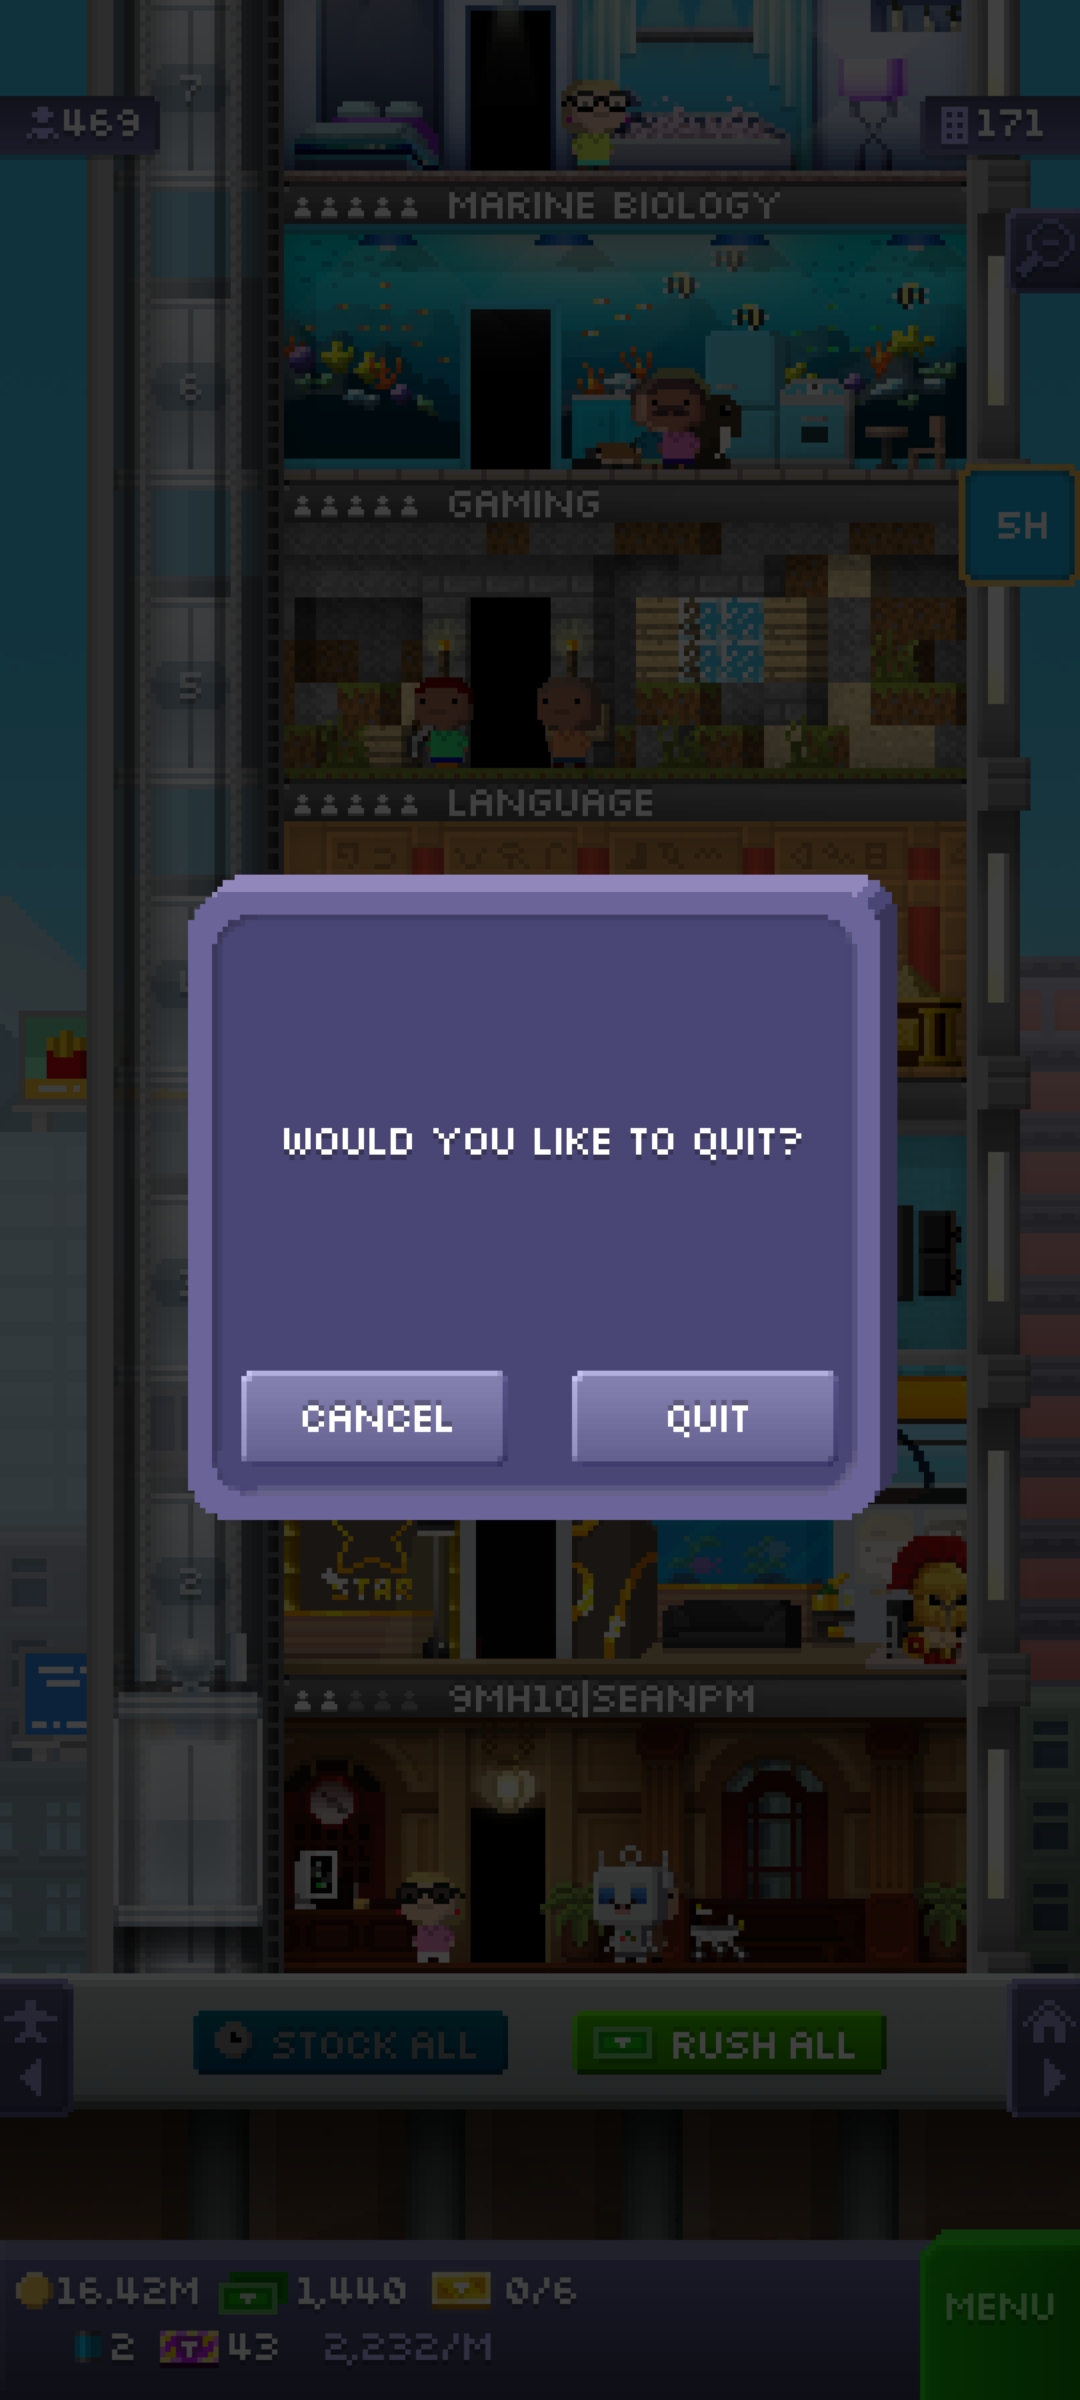 7
469
171
MARINE BIOLOGY
6
GAMING
5H
5
LANGUAGE
WOULD YOU LIKE TO QUIT?
CANCEL
QUIT
2
STAR
9MH1Q|SEANPM
STOCK ALL
RUSH ALL
16.42M
1,440
0/6
MENU
2
43
2,232/M